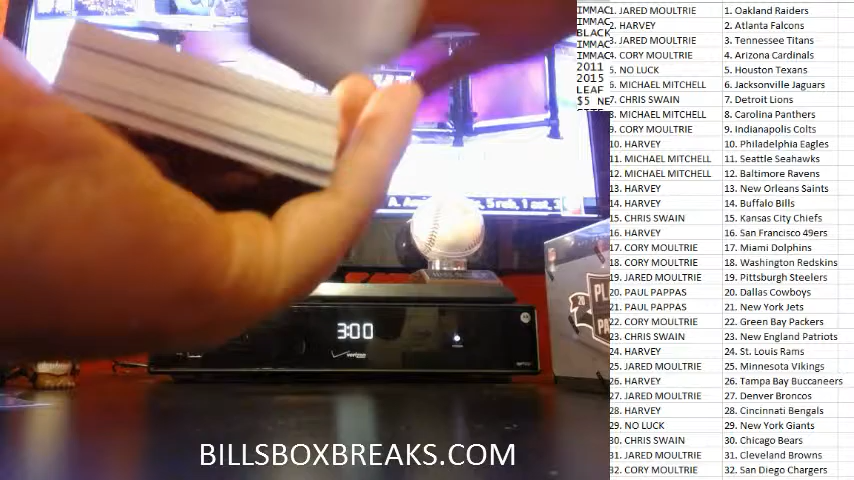 IMMAC
IMMAC
BLACK
IMMAC
IMMAC
2011
2015
LEAF
$5 NE
1. JARED MOULTRIE 1. Oakland Raiders
2. HARVEY 2. Atlanta Falcons
3. JARED MOULTRIE 3. Tennessee Titans
4. CORY MOULTRIE 4. Arizona Cardinals
5. NO LUCK 5. Houston Texans
6. MICHAEL MITCHELL 6. Jacksonville Jaguars
7. CHRIS SWAIN 7. Detroit Lions
8. MICHAEL MITCHELL 8. Carolina Panthers
9. CORY MOULTRIE 9. Indianapolis Colts
10. HARVEY 10. Philadelphia Eagles
11. MICHAEL MITCHELL 11. Seattle Seahawks
12. MICHAEL MITCHELL 12. Baltimore Ravens
13. HARVEY 13. New Orleans Saints
14. HARVEY 14. Buffalo Bills
15. CHRIS SWAIN 15. Kansas City Chiefs
16. HARVEY 16. San Francisco 49ers
17. CORY MOULTRIE 17. Miami Dolphins
18. CORY MOULTRIE 18. Washington Redskins
19. JARED MOULTRIE 19. Pittsburgh Steelers
20. PAUL PAPPAS 20. Dallas Cowboys
21. PAUL PAPPAS 21. New York Jets
22. CORY MOULTRIE 22. Green Bay Packers
23. CHRIS SWAIN 23. New England Patriots
24. HARVEY 24. St. Louis Rams
25. JARED MOULTRIE 25. Minnesota Vikings
26. HARVEY 26. Tampa Bay Buccaneers
27. JARED MOULTRIE 27. Denver Broncos
28. HARVEY 28. Cincinnati Bengals
29. NO LUCK 29. New York Giants
30. CHRIS SWAIN 30. Chicago Bears
31. JARED MOULTRIE 31. Cleveland Browns
32. CORY MOULTRIE 32. San Diego Chargers
5 reb, 1 ast, 3
3:00
verizon
20
BILLSBOXBREAKS.COM